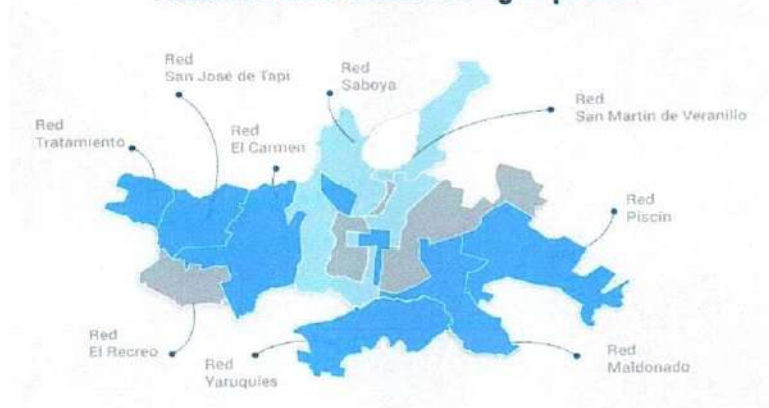 Red
San José de Tapi
Red
Saboya
Red
San Martin de Veranillo
Red
Tratamiento
Red
El Carmen
Red
Piscin
Red
El Recreo
Red
Yaruquies
Red
Maldonado